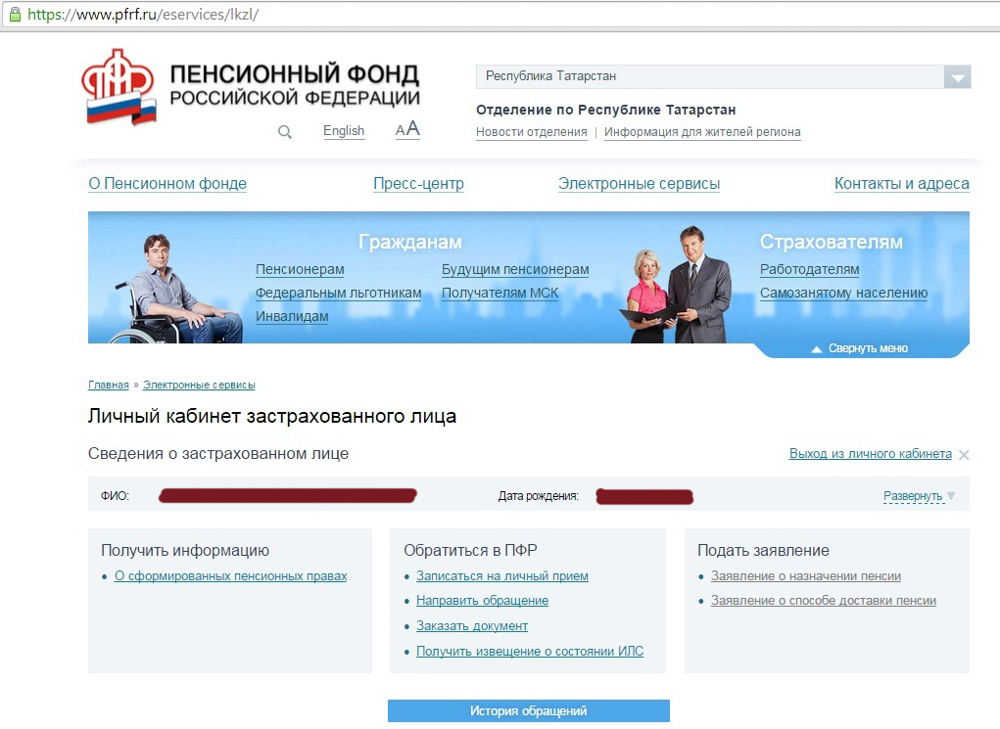 https://www.pfrf.ru/eservices/lkzl/
ПЕНСИОННЫЙ ФОНД
РОССИЙСКОЙ ФЕДЕРАЦИИ
English
АА
Республика Татарстан
Отделение по Республике Татарстан
Новости отделения | Информация для жителей региона
О Пенсионном фонде Пресс-центр Электронные сервисы Контакты и адреса
Гражданам
Пенсионерам Будущим пенсионерам
Федеральным льготникам Получателям МСК
Инвалидам
Страхователям
Работодателям
Самозанятому населению
Свернуть меню
Главная » Электронные сервисы
Личный кабинет застрахованного лица
Сведения о застрахованном лице Выход из личного кабинета
ФИО: Дата рождения: Развернуть
Получить информацию
• О сформированных пенсионных правах
Обратиться в ПФР
• Записаться на личный прием
• Направить обращение
• Заказать документ
• Получить извещение о состоянии ИЛС
Подать заявление
• Заявление о назначении пенсии
• Заявление о способе доставки пенсии
История обращений